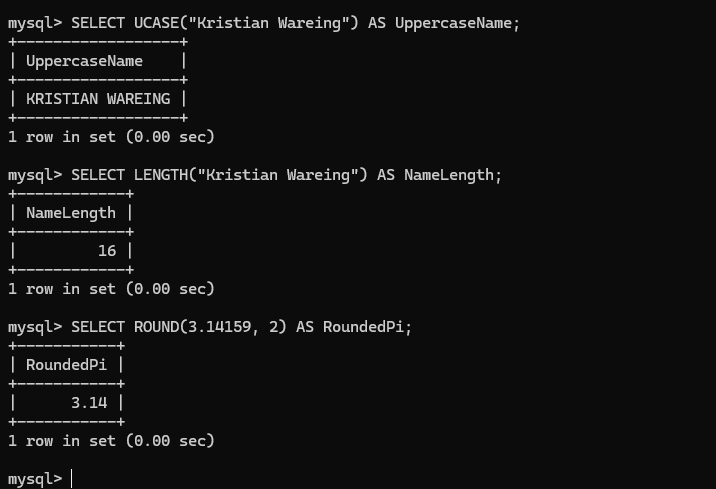 mysql> SELECT UCASE("Kristian Wareing") AS UppercaseName;
+------------------+
| UppercaseName    |
+------------------+
| KRISTIAN WAREING |
+------------------+
1 row in set (0.00 sec)

mysql> SELECT LENGTH("Kristian Wareing") AS NameLength;
+------------+
| NameLength |
+------------+
|         16 |
+------------+
1 row in set (0.00 sec)

mysql> SELECT ROUND(3.14159, 2) AS RoundedPi;
+-----------+
| RoundedPi |
+-----------+
|      3.14 |
+-----------+
1 row in set (0.00 sec)

mysql>